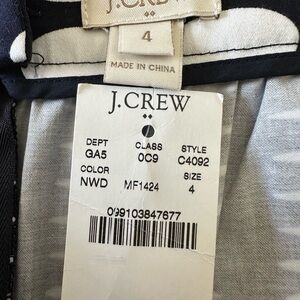 J.CREW
4
MADE IN CHINA
J.CREW
DEPT CLASS STYLE
GA5 0C9 C4092
COLOR SIZE
NWD MF1424 4
099103847677